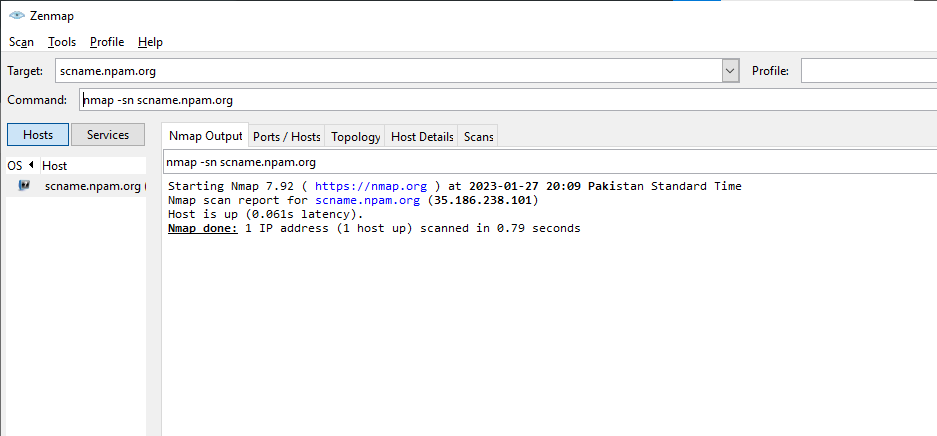 Zenmap
Scan Tools Profile Help
Target: scname.npam.org Profile:
Command: nmap -sn scname.npam.org
Hosts Services Nmap Output Ports / Hosts Topology Host Details Scans
OS Host nmap -sn scname.npam.org
scname.npam.org (
Starting Nmap 7.92 ( https://nmap.org ) at 2023-01-27 20:09 Pakistan Standard Time
Nmap scan report for scname.npam.org (35.186.238.101)
Host is up (0.061s latency).
Nmap done: 1 IP address (1 host up) scanned in 0.79 seconds